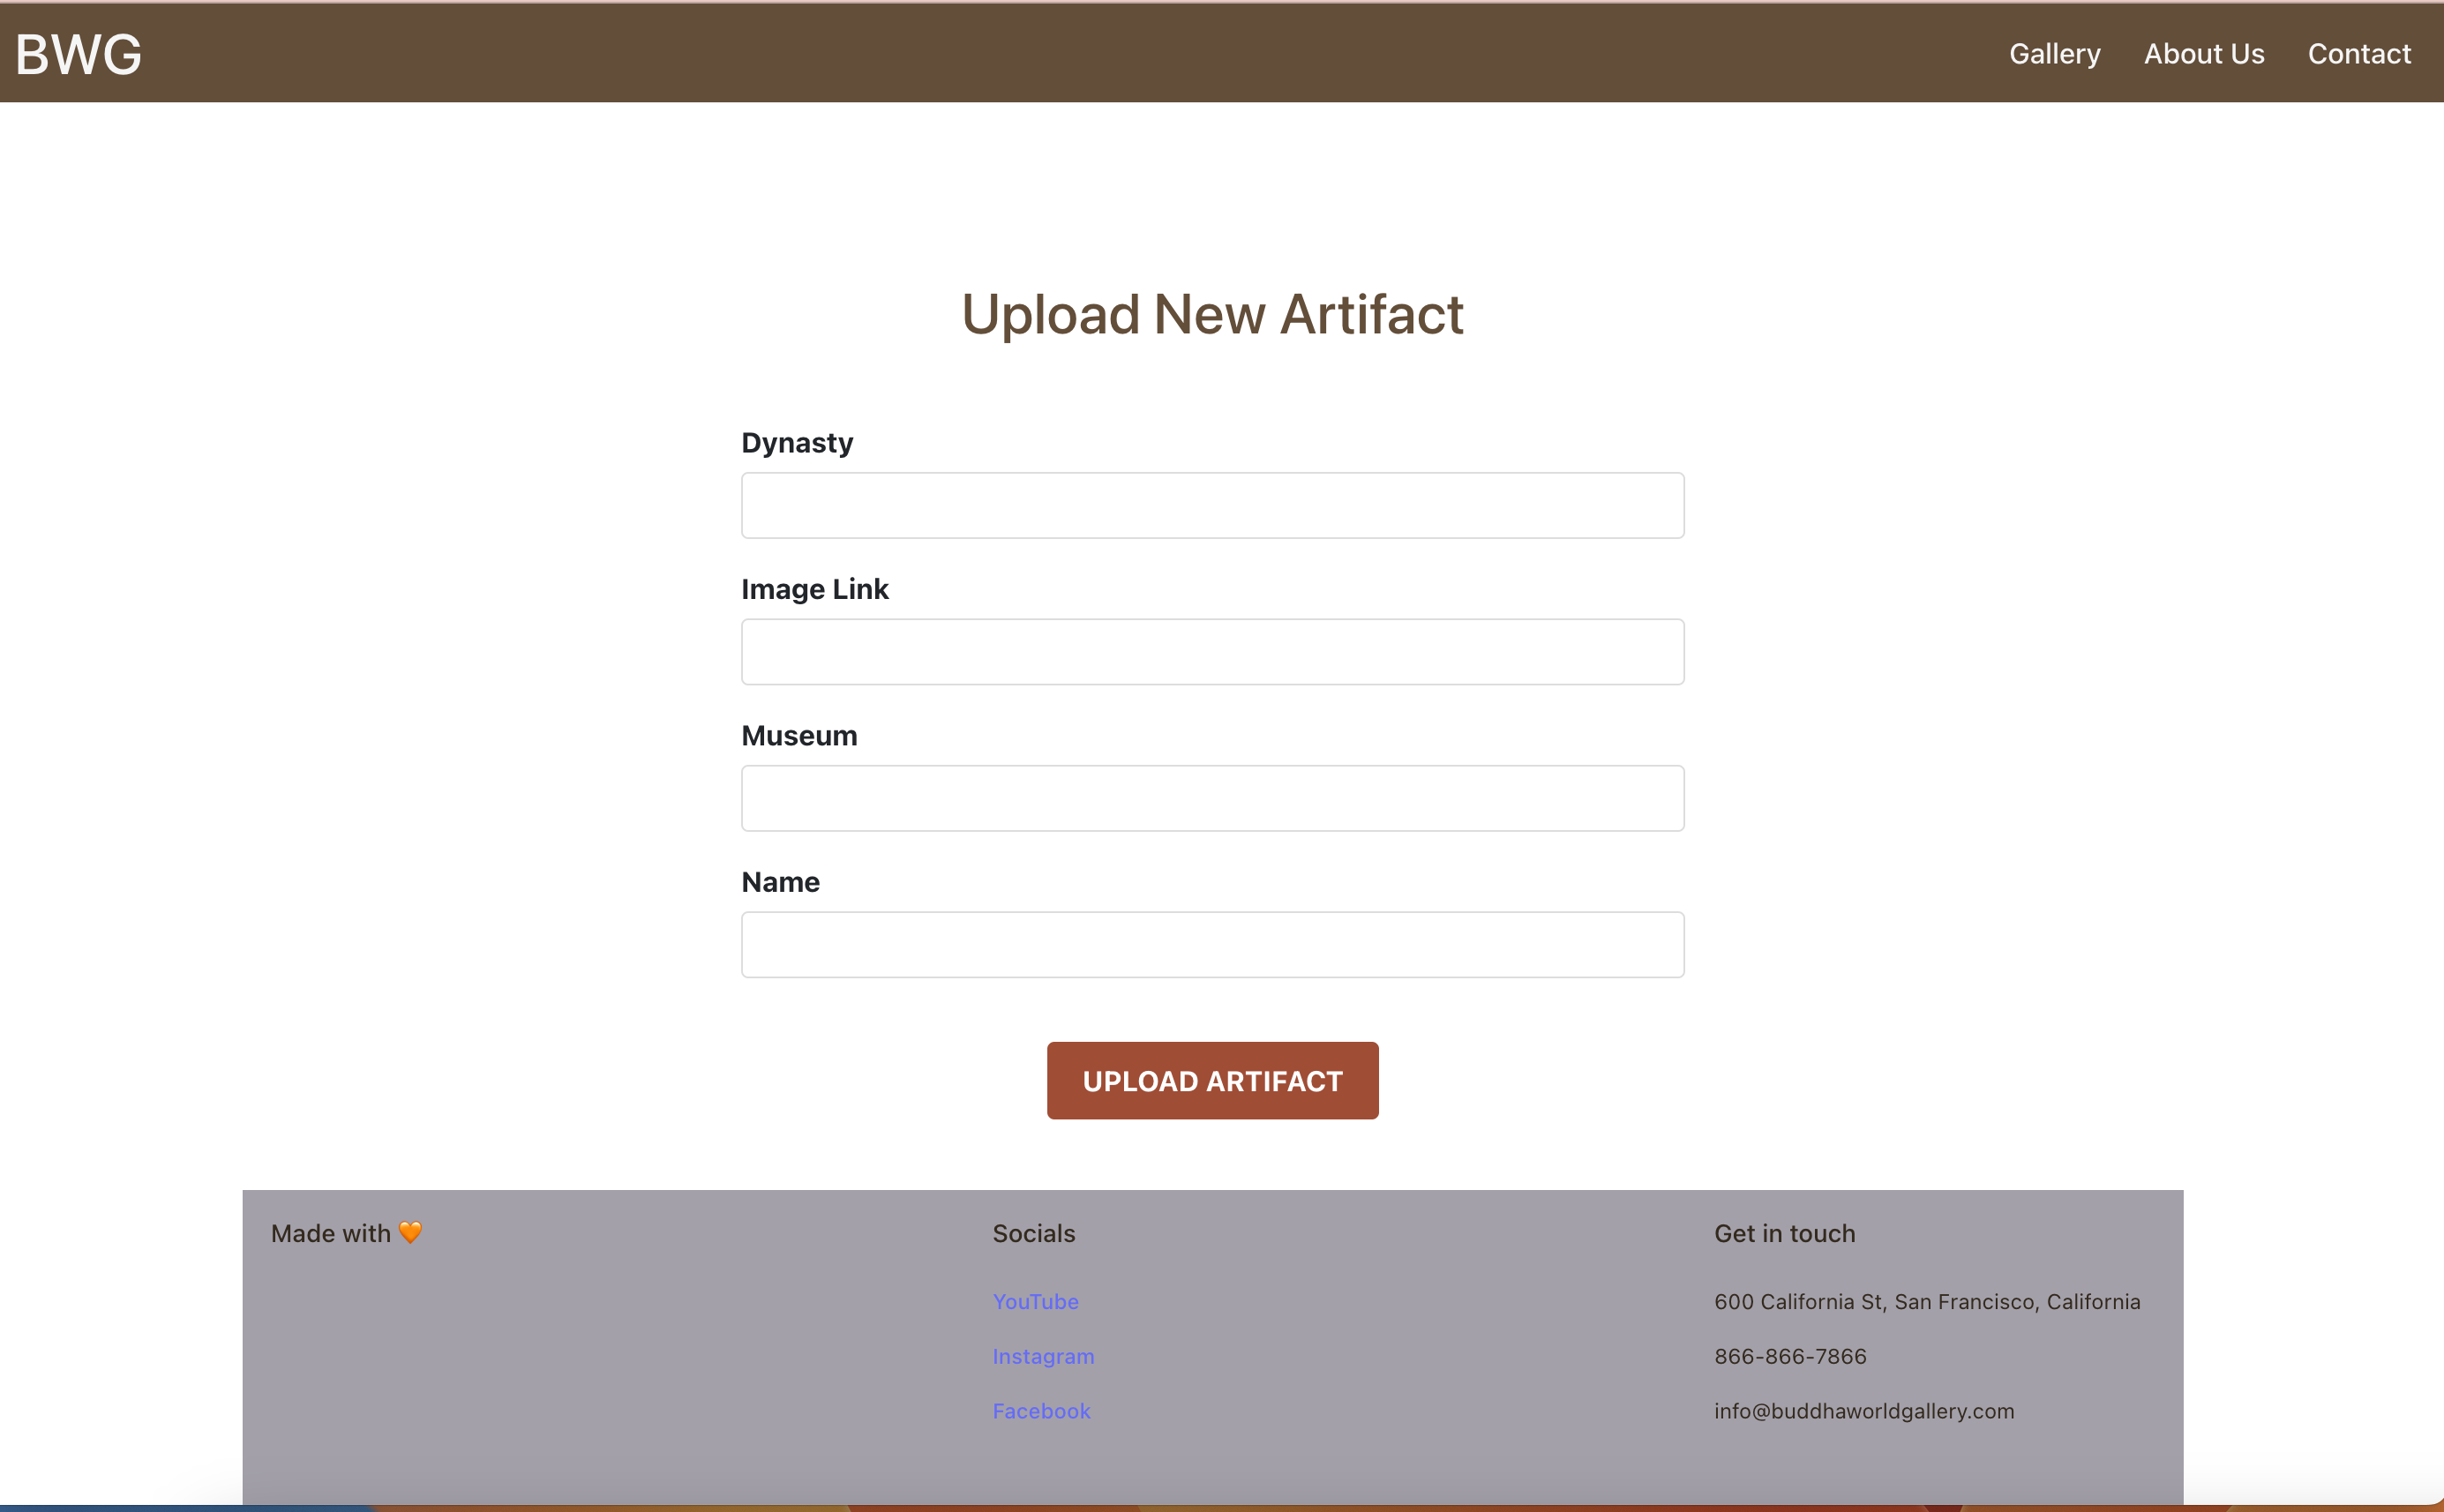 BWG
Gallery About Us Contact
Upload New Artifact
Dynasty
Image Link
Museum
Name
UPLOAD ARTIFACT
Made with 🧡
Socials
YouTube
Instagram
Facebook
Get in touch
600 California St, San Francisco, California
866-866-7866
info@buddhaworldgallery.com